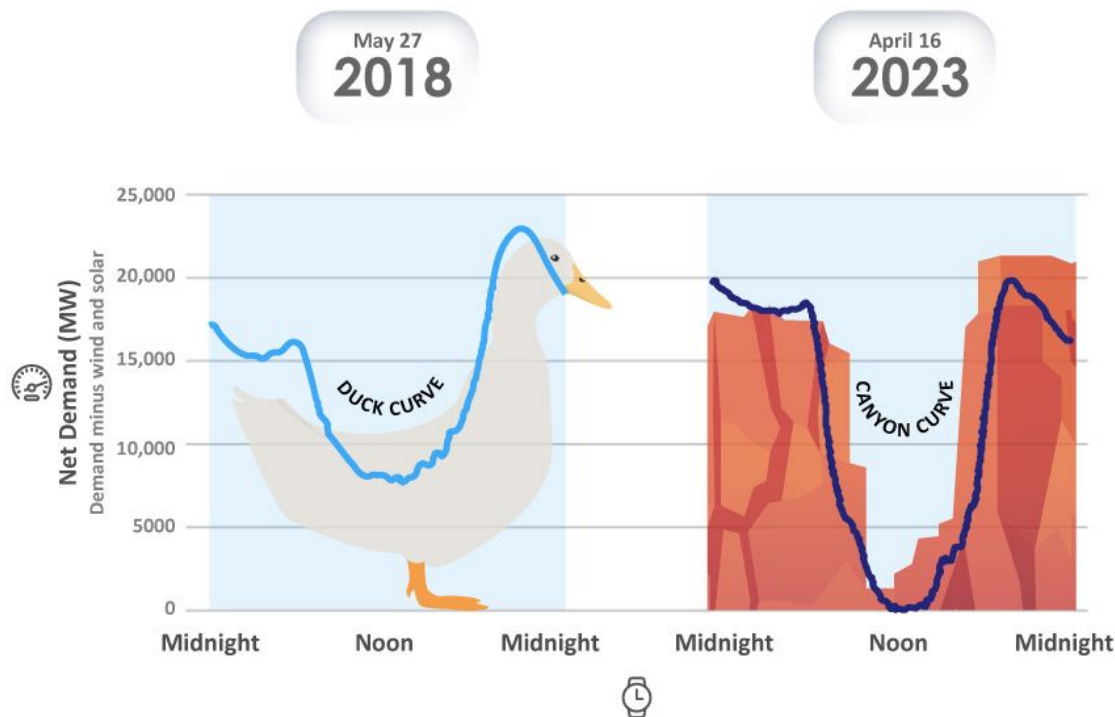 May 27
2018
April 16
2023
Net Demand (MW)
Demand minus wind and solar
25,000
20,000
15,000
10,000
5000
0
DUCK CURVE
CANYON CURVE
Midnight
Noon
Midnight
Midnight
Noon
Midnight